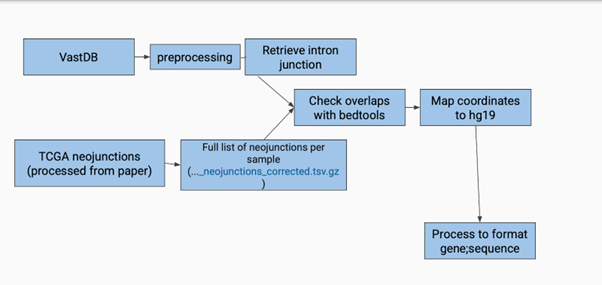 VastDB
preprocessing
Retrieve intron
junction
Check overlaps
with bedtools
Map coordinates
to hg19
TCGA neojunctions
(processed from paper)
Full list of neojunctions per
sample
(..._neojunctions_corrected.tsv.gz
)
Process to format
gene;sequence